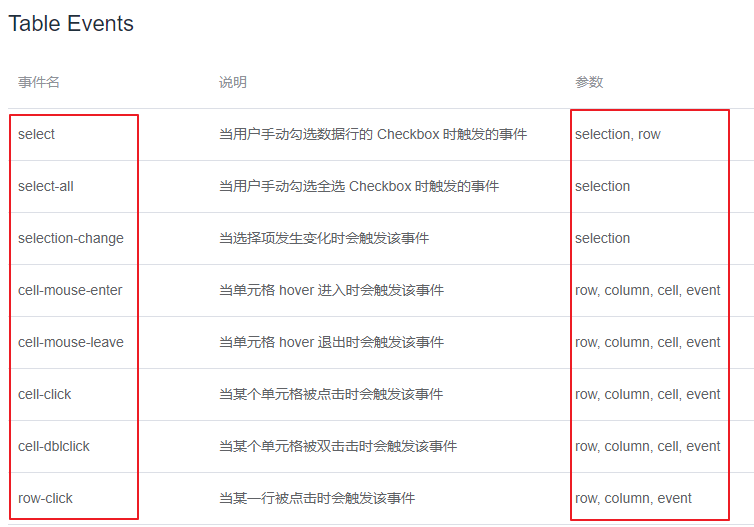 Table Events
事件名 说明 参数
select 当用户手动勾选数据行的 Checkbox 时触发的事件 selection, row
select-all 当用户手动勾选全选 Checkbox 时触发的事件 selection
selection-change 当选择项发生变化时会触发该事件 selection
cell-mouse-enter 当单元格 hover 进入时会触发该事件 row, column, cell, event
cell-mouse-leave 当单元格 hover 退出时会触发该事件 row, column, cell, event
cell-click 当某个单元格被点击时会触发该事件 row, column, cell, event
cell-dblclick 当某个单元格被双击击时会触发该事件 row, column, cell, event
row-click 当某一行被点击时会触发该事件 row, column, event